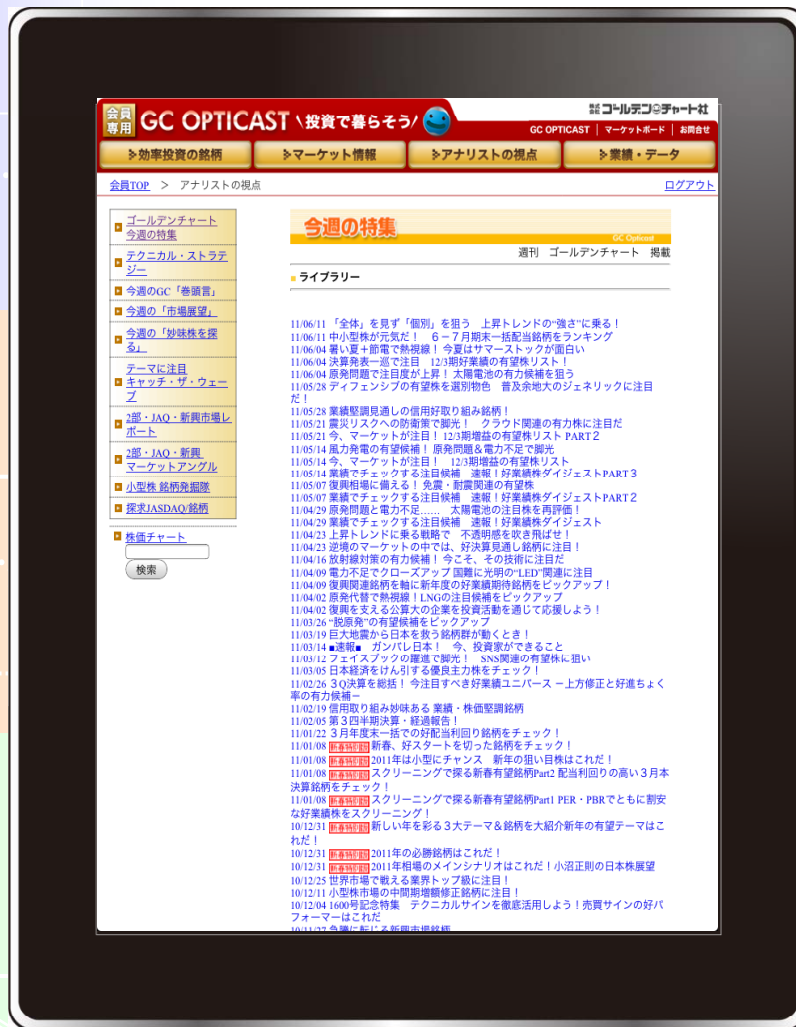 会員専用 GC OPTICAST 投資で暮らそう
株式会社 ゴールデン・チャート社
GC OPTICAST | マーケットボード | お問合せ
効率投資の銘柄 マーケット情報 アナリストの視点 業績・データ
会員TOP ＞ アナリストの視点 ログアウト
ゴールデンチャート
今週の特集
テクニカル・ストラテ
ジー
今週のGC「巻頭言」
今週の「市場展望」
今週の「妙味株を探
る」
テーマに注目
キャッチ・ザ・ウェー
ブ
2部・JAQ・新興市場レ
ポート
2部・JAQ・新興
マーケットアングル
小型株 銘柄発掘隊
探求JASDAQ/銘柄
株価チャート
検索
今週の特集
GC Opticast
週刊 ゴールデンチャート 掲載
ライブラリー
11/06/11 「全体」を見ず「個別」を狙う 上昇トレンドの“強さ”に乗る！
11/06/11 中小型株が元気だ！ ６－７月期末一括配当銘柄をランキング
11/06/04 暑い夏＋節電で熱視線！ 今夏はサマーストックが面白い
11/06/04 決算発表一巡で注目 12/3期好業績の有望株リスト！
11/06/04 原発問題で注目度が上昇！ 太陽電池の有力候補を狙う
11/05/28 ディフェンシブの有望株を選別物色 普及余地大のジェネリックに注目
だ！
11/05/28 業績堅調見通しの信用好取り組み銘柄！
11/05/21 震災リスクへの防衛策で脚光！ クラウド関連の有力株に注目だ
11/05/21 今、マーケットが注目！ 12/3期増益の有望株リスト PART２
11/05/14 風力発電の有望候補！ 原発問題＆電力不足で脚光
11/05/14 今、マーケットが注目！ 12/3期増益の有望株リスト
11/05/14 業績でチェックする注目候補 速報！好業績株ダイジェストPART３
11/05/07 復興相場に備える！ 免震・耐震関連の有望株
11/05/07 業績でチェックする注目候補 速報！好業績株ダイジェストPART２
11/04/29 原発問題と電力不足…… 太陽電池の注目株を再評価！
11/04/29 業績でチェックする注目候補 速報！好業績株ダイジェスト
11/04/23 上昇トレンドに乗る戦略で 不透明感を吹き飛ばせ！
11/04/23 逆境のマーケットの中では、好決算見通し銘柄に注目！
11/04/16 放射線対策の有力候補！ 今こそ、その技術に注目だ
11/04/09 電力不足でクローズアップ 国難に光明の“LED”関連に注目
11/04/09 復興関連銘柄を軸に新年度の好業績期待銘柄をピックアップ！
11/04/02 原発代替で熱視線！LNGの注目候補をピックアップ
11/04/02 復興を支える公算大の企業を投資活動を通じて応援しよう！
11/03/26 “脱原発”の有望候補をピックアップ
11/03/19 巨大地震から日本を救う銘柄群が動くとき！
11/03/14 ■速報■ ガンバレ日本！ 今、投資家ができること
11/03/12 フェイスブックの躍進で脚光！ SNS関連の有望株に狙い
11/03/05 日本経済をけん引する優良主力株をチェック！
11/02/26 ３Q決算を総括！ 今注目すべき好業績ユニバース －上方修正と好進ちょく
率の有力候補－
11/02/19 信用取り組み妙味ある 業績・株価堅調銘柄
11/02/05 第３四半期決算・経過報告！
11/01/22 ３月年度末一括での好配当利回り銘柄をチェック！
11/01/08 新春特別版 新春、好スタートを切った銘柄をチェック！
11/01/08 新春特別版 2011年は小型にチャンス 新年の狙い目株はこれだ！
11/01/08 新春特別版 スクリーニングで探る新春有望銘柄Part2 配当利回りの高い３月本
決算銘柄をチェック！
11/01/08 新春特別版 スクリーニングで探る新春有望銘柄Part1 PER・PBRでともに割安
な好業績株をスクリーニング！
10/12/31 新春特別版 新しい年を彩る３大テーマ＆銘柄を大紹介新年の有望テーマはこ
れだ！
10/12/31 新春特別版 2011年の必勝銘柄はこれだ！
10/12/31 新春特別版 2011年相場のメインシナリオはこれだ！小沼正則の日本株展望
10/12/25 世界市場で戦える業界トップ級に注目！
10/12/11 小型株市場の中間期増額修正銘柄に注目！
10/12/04 1600号記念特集 テクニカルサインを徹底活用しよう！売買サインの好パ
フォーマーはこれだ
10/11/27 急騰に転じる新興市場銘柄